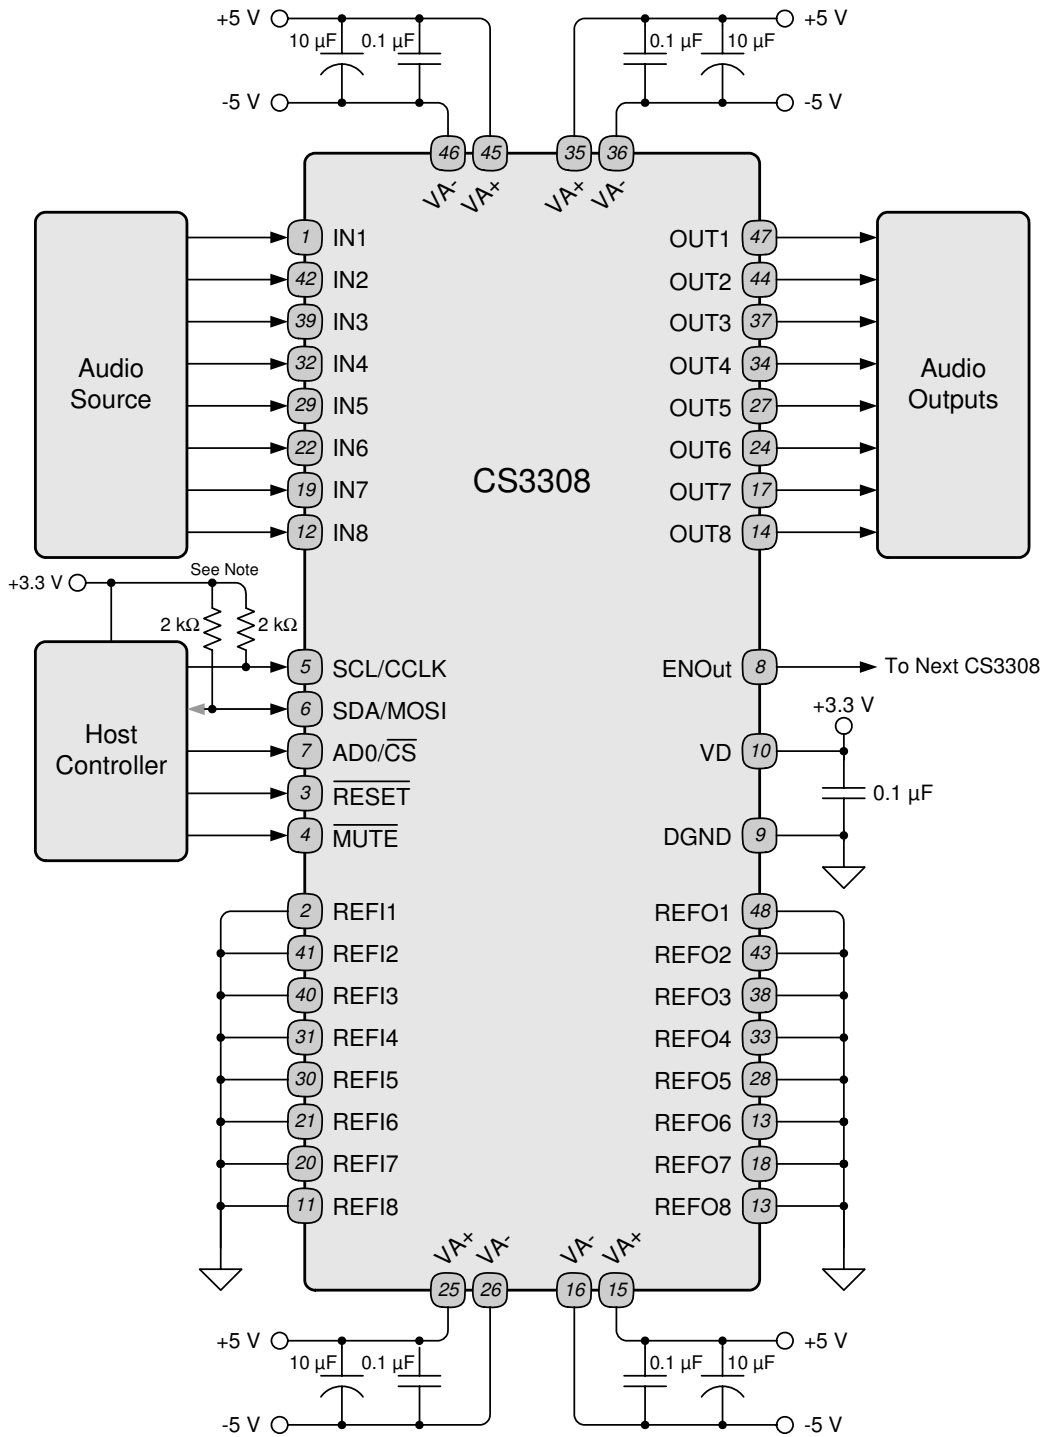 +5 V
10 µF
0.1 µF
-5 V
+5 V
0.1 µF
10 µF
-5 V
46
45
35
36
VA-
VA+
VA+
VA-
Audio
Source
1 IN1
42 IN2
39 IN3
32 IN4
29 IN5
22 IN6
19 IN7
12 IN8
CS3308
OUT1 47
OUT2 44
OUT3 37
OUT4 34
OUT5 27
OUT6 24
OUT7 17
OUT8 14
Audio
Outputs
+3.3 V
See Note
2 kΩ
2 kΩ
Host
Controller
5 SCL/CCLK
6 SDA/MOSI
7 AD0/C̅S̅
3 R̅E̅S̅E̅T̅
4 M̅U̅T̅E̅
ENOut 8
To Next CS3308
+3.3 V
VD 10
0.1 µF
DGND 9
2 REFI1
41 REFI2
40 REFI3
31 REFI4
30 REFI5
21 REFI6
20 REFI7
11 REFI8
REFO1 48
REFO2 43
REFO3 38
REFO4 33
REFO5 28
REFO6 13
REFO7 18
REFO8 13
VA+
VA-
VA-
VA+
25
26
16
15
+5 V
10 µF
0.1 µF
-5 V
+5 V
0.1 µF
10 µF
-5 V